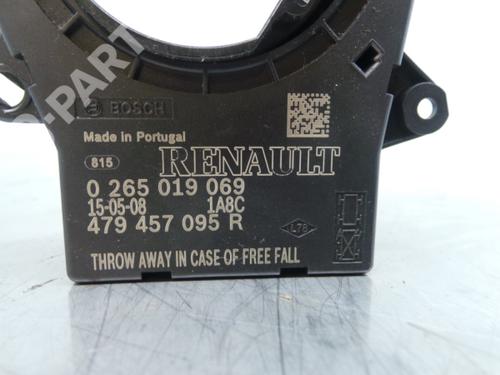 BOSCH
Made in Portugal
815
RENAULT
0 265 019 069
15-05-08 1A8C
479 457 095 R
L78
THROW AWAY IN CASE OF FREE FALL